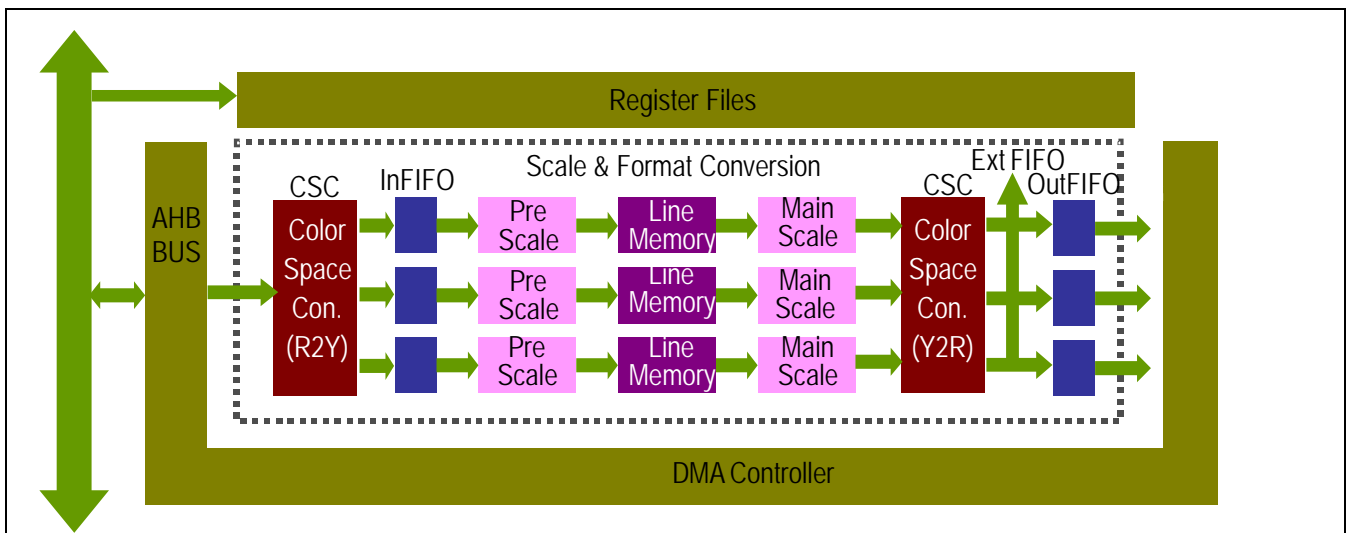 Register Files
Scale & Format Conversion
Ext FIFO
CSC
InFIFO
CSC
OutFIFO
AHB
BUS
Color
Space
Con.
(R2Y)
Pre
Scale
Line
Memory
Main
Scale
Pre
Scale
Line
Memory
Main
Scale
Pre
Scale
Line
Memory
Main
Scale
Color
Space
Con.
(Y2R)
DMA Controller